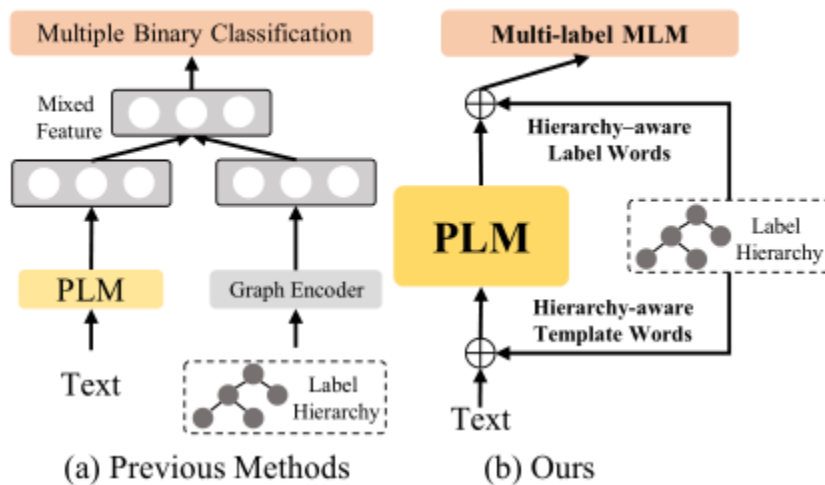 Multiple Binary Classification
Mixed
Feature
PLM
Graph Encoder
Text
Label
Hierarchy
(a) Previous Methods
Multi-label MLM
Hierarchy–aware
Label Words
PLM
Label
Hierarchy
Hierarchy-aware
Template Words
Text
(b) Ours